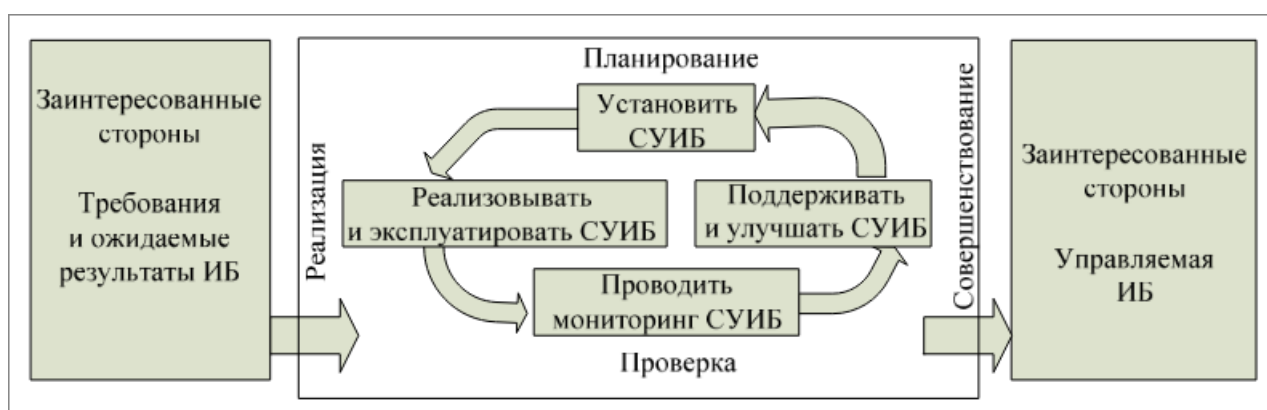 Заинтересованные
стороны
Требования
и ожидаемые
результаты ИБ
Реализация
Планирование
Установить
СУИБ
Реализовывать
и эксплуатировать СУИБ
Поддерживать
и улучшать СУИБ
Проводить
мониторинг СУИБ
Проверка
Совершенствование
Заинтересованные
стороны
Управляемая
ИБ